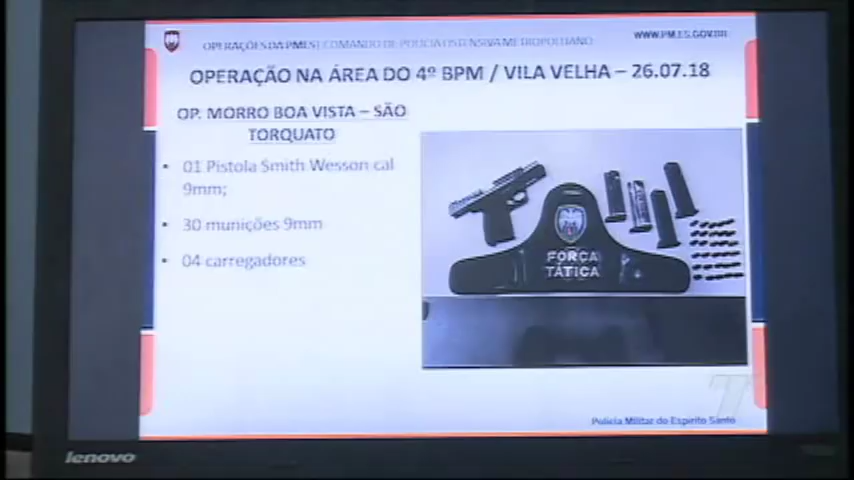 OPERAÇÕES DA PMES | COMANDO DE POLÍCIA OSTENSIVA METROPOLITANO
WWW.PM.ES.GOV.BR
OPERAÇÃO NA ÁREA DO 4º BPM / VILA VELHA – 26.07.18
OP. MORRO BOA VISTA – SÃO
TORQUATO
• 01 Pistola Smith Wesson cal
9mm;
• 30 munições 9mm
• 04 carregadores
FORÇA
TÁTICA
Polícia Militar do Espírito Santo
lenovo